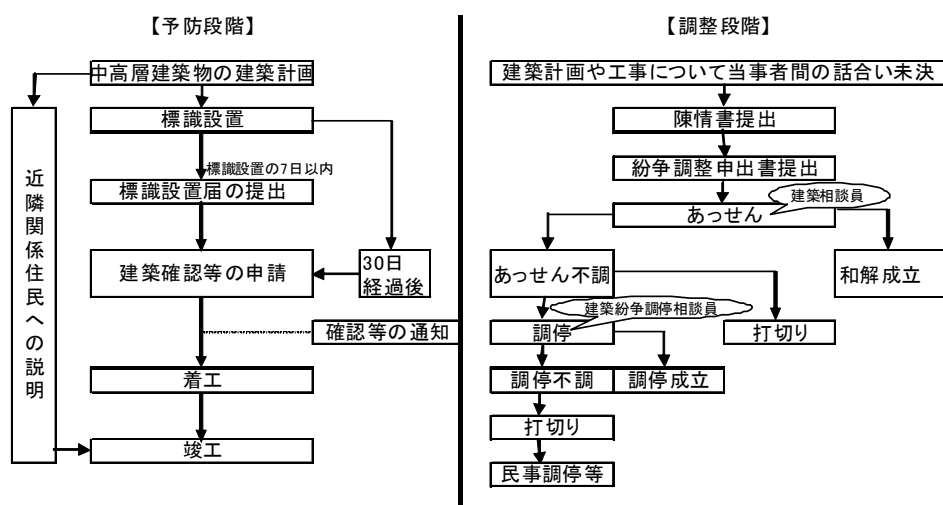 【予防段階】
中高層建築物の建築計画
標識設置
標識設置の7日以内
標識設置届の提出
近隣関係住民への説明
建築確認等の申請
30日
経過後
確認等の通知
着工
竣工
【調整段階】
建築計画や工事について当事者間の話合い未決
陳情書提出
紛争調整申出書提出
建築相談員
あっせん
あっせん不調
和解成立
建築紛争調停相談員
調停
打切り
調停不調
調停成立
打切り
民事調停等